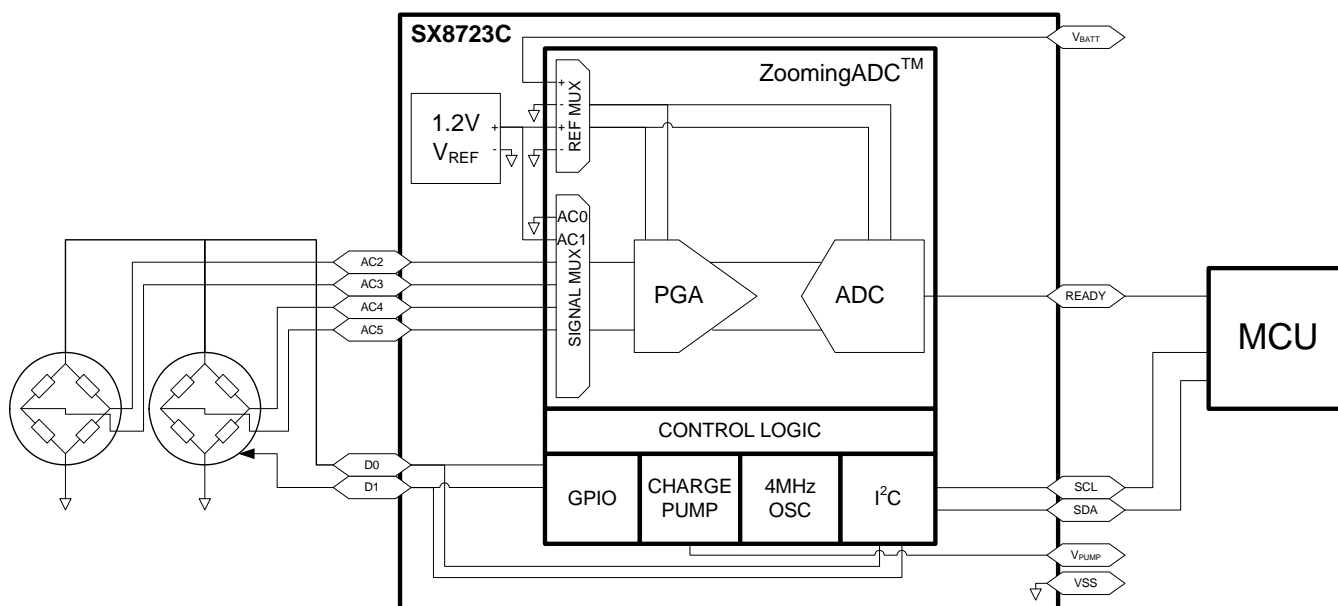 SX8723C
VBATT
ZoomingADC™
1.2V
VREF
+
-
+
-
+
-
REF MUX
AC0
AC1
SIGNAL MUX
PGA
ADC
AC2
AC3
AC4
AC5
READY
MCU
CONTROL LOGIC
D0
D1
GPIO
CHARGE
PUMP
4MHz
OSC
I²C
SCL
SDA
VPUMP
VSS